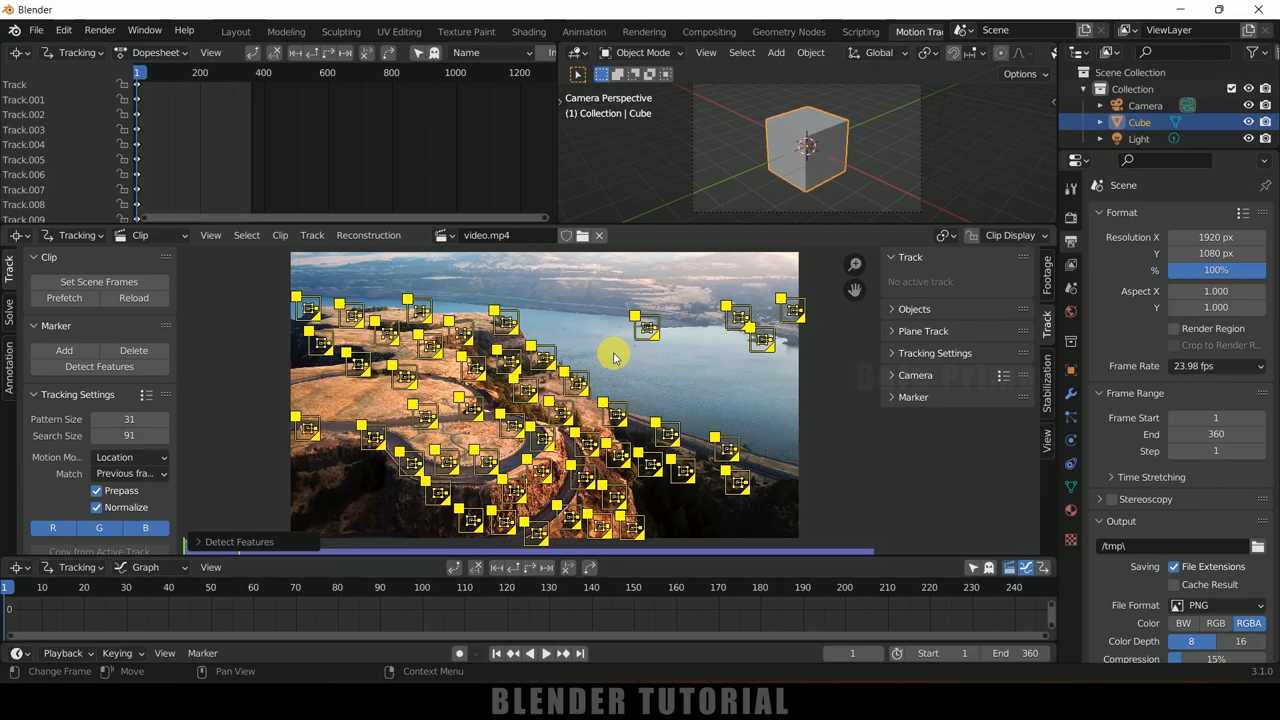 Blender
File Edit Render Window Help Layout Modeling Sculpting UV Editing Texture Paint Shading Animation Rendering Compositing Geometry Nodes Scripting Motion Trac Scene ViewLayer
Tracking Dopesheet View Name In
Object Mode View Select Add Object Global
1 200 400 600 800 1000 1200
Options
Track
Track.001
Track.002
Track.003
Track.004
Track.005
Track.006
Track.007
Track.008
Track.009
Camera Perspective
(1) Collection | Cube
Scene Collection
Collection
Camera
Cube
Light
Tracking Clip View Select Clip Track Reconstruction video.mp4 Clip Display
Track
Solve
Annotation
Clip
Set Scene Frames
Prefetch Reload
Marker
Add Delete
Detect Features
Tracking Settings
Pattern Size 31
Search Size 91
Motion Mo... Location
Match Previous fra...
Prepass
Normalize
R G B
Copy from Active Track
Detect Features
Track
No active track
Objects
Plane Track
Tracking Settings
Camera
Marker
Footage
Track
Stabilization
View
Scene
Format
Resolution X 1920 px
Y 1080 px
% 100%
Aspect X 1.000
Y 1.000
Render Region
Crop to Render R...
Frame Rate 23.98 fps
Frame Range
Frame Start 1
End 360
Step 1
Time Stretching
Stereoscopy
Output
/tmp\
Saving File Extensions
Cache Result
File Format PNG
Color BW RGB RGBA
Color Depth 8 16
Compression 15%
Tracking Graph View
1 10 20 30 40 50 60 70 80 90 100 110 120 130 140 150 160 170 180 190 200 210 220 230 240
0
Playback Keying View Marker 1 Start 1 End 360
Change Frame Move Pan View Context Menu 3.1.0
BLENDER TUTORIAL